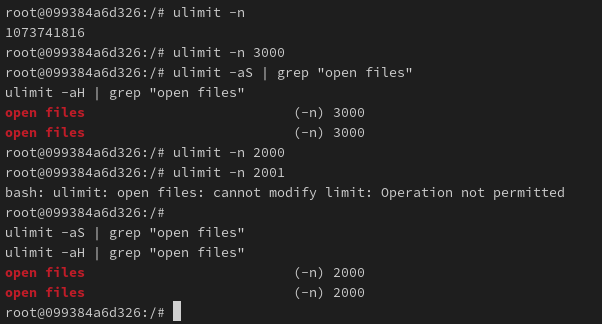 root@099384a6d326:/# ulimit -n
1073741816
root@099384a6d326:/# ulimit -n 3000
root@099384a6d326:/# ulimit -aS | grep "open files"
ulimit -aH | grep "open files"
open files                          (-n) 3000
open files                          (-n) 3000
root@099384a6d326:/# ulimit -n 2000
root@099384a6d326:/# ulimit -n 2001
bash: ulimit: open files: cannot modify limit: Operation not permitted
root@099384a6d326:/#
ulimit -aS | grep "open files"
ulimit -aH | grep "open files"
open files                          (-n) 2000
open files                          (-n) 2000
root@099384a6d326:/#